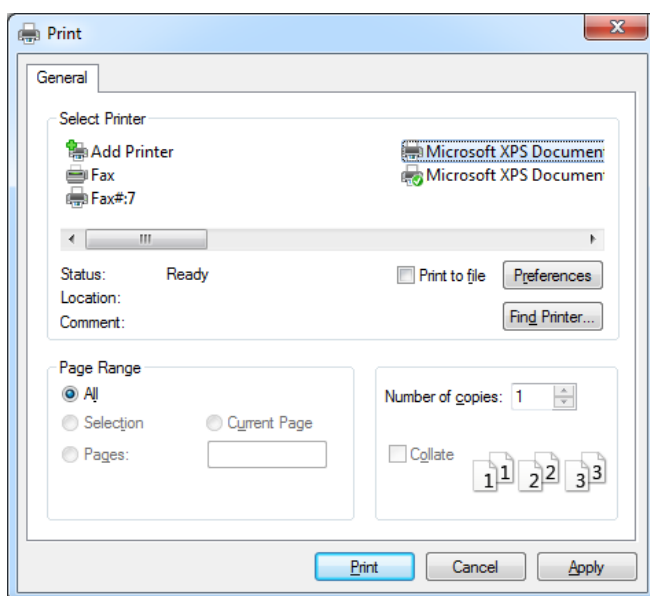 Print
General
Select Printer
Add Printer
Fax
Fax#:7
Microsoft XPS Documen
Microsoft XPS Documen
Status: Ready
Location:
Comment:
Print to file
Preferences
Find Printer...
Page Range
All
Selection
Current Page
Pages:
Number of copies: 1
Collate
1 1 2 2 3 3
Print
Cancel
Apply